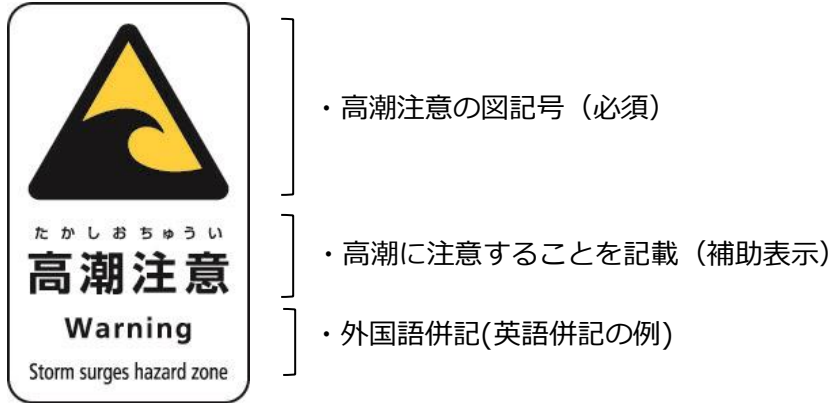 たかしおちゅうい
高潮注意
Warning
Storm surges hazard zone
・高潮注意の図記号（必須）
・高潮に注意することを記載（補助表示）
・外国語併記(英語併記の例)